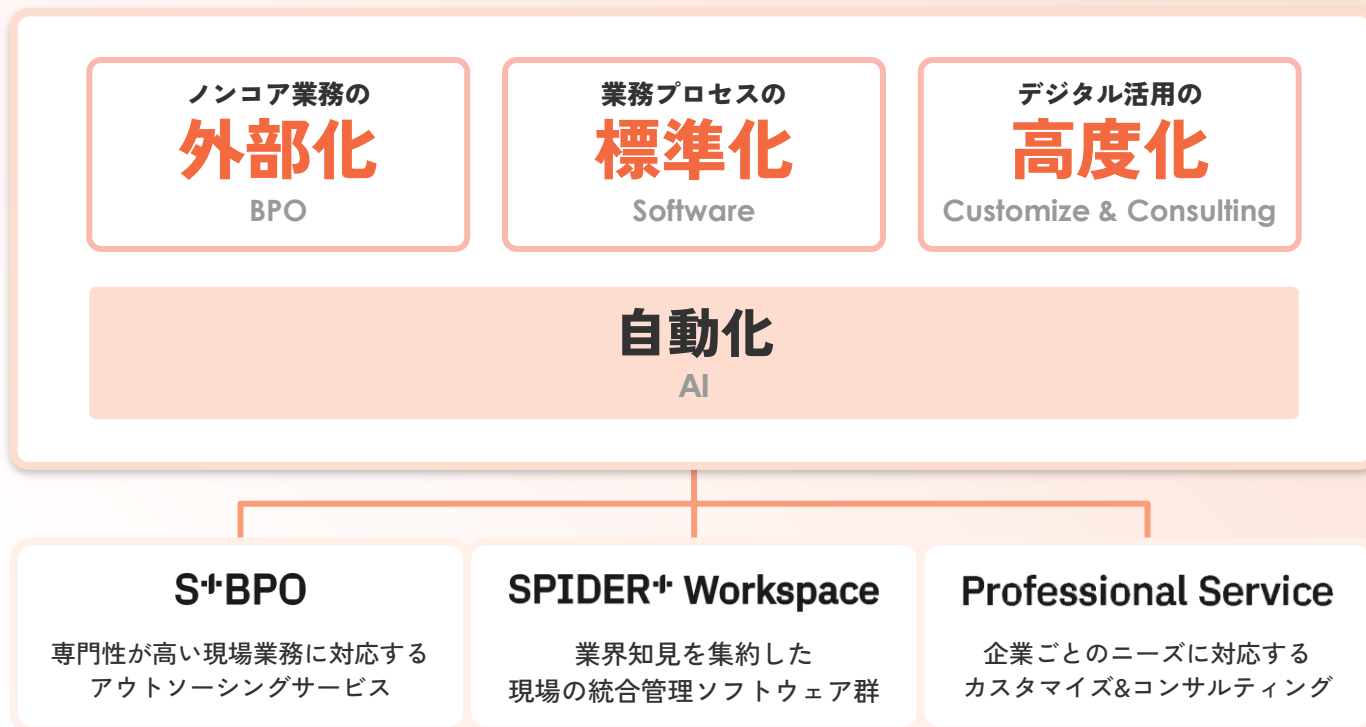 ノンコア業務の
外部化
BPO
業務プロセスの
標準化
Software
デジタル活用の
高度化
Customize & Consulting
自動化
AI
S+BPO
専門性が高い現場業務に対応する
アウトソーシングサービス
SPIDER+ Workspace
業界知見を集約した
現場の統合管理ソフトウェア群
Professional Service
企業ごとのニーズに対応する
カスタマイズ&コンサルティング